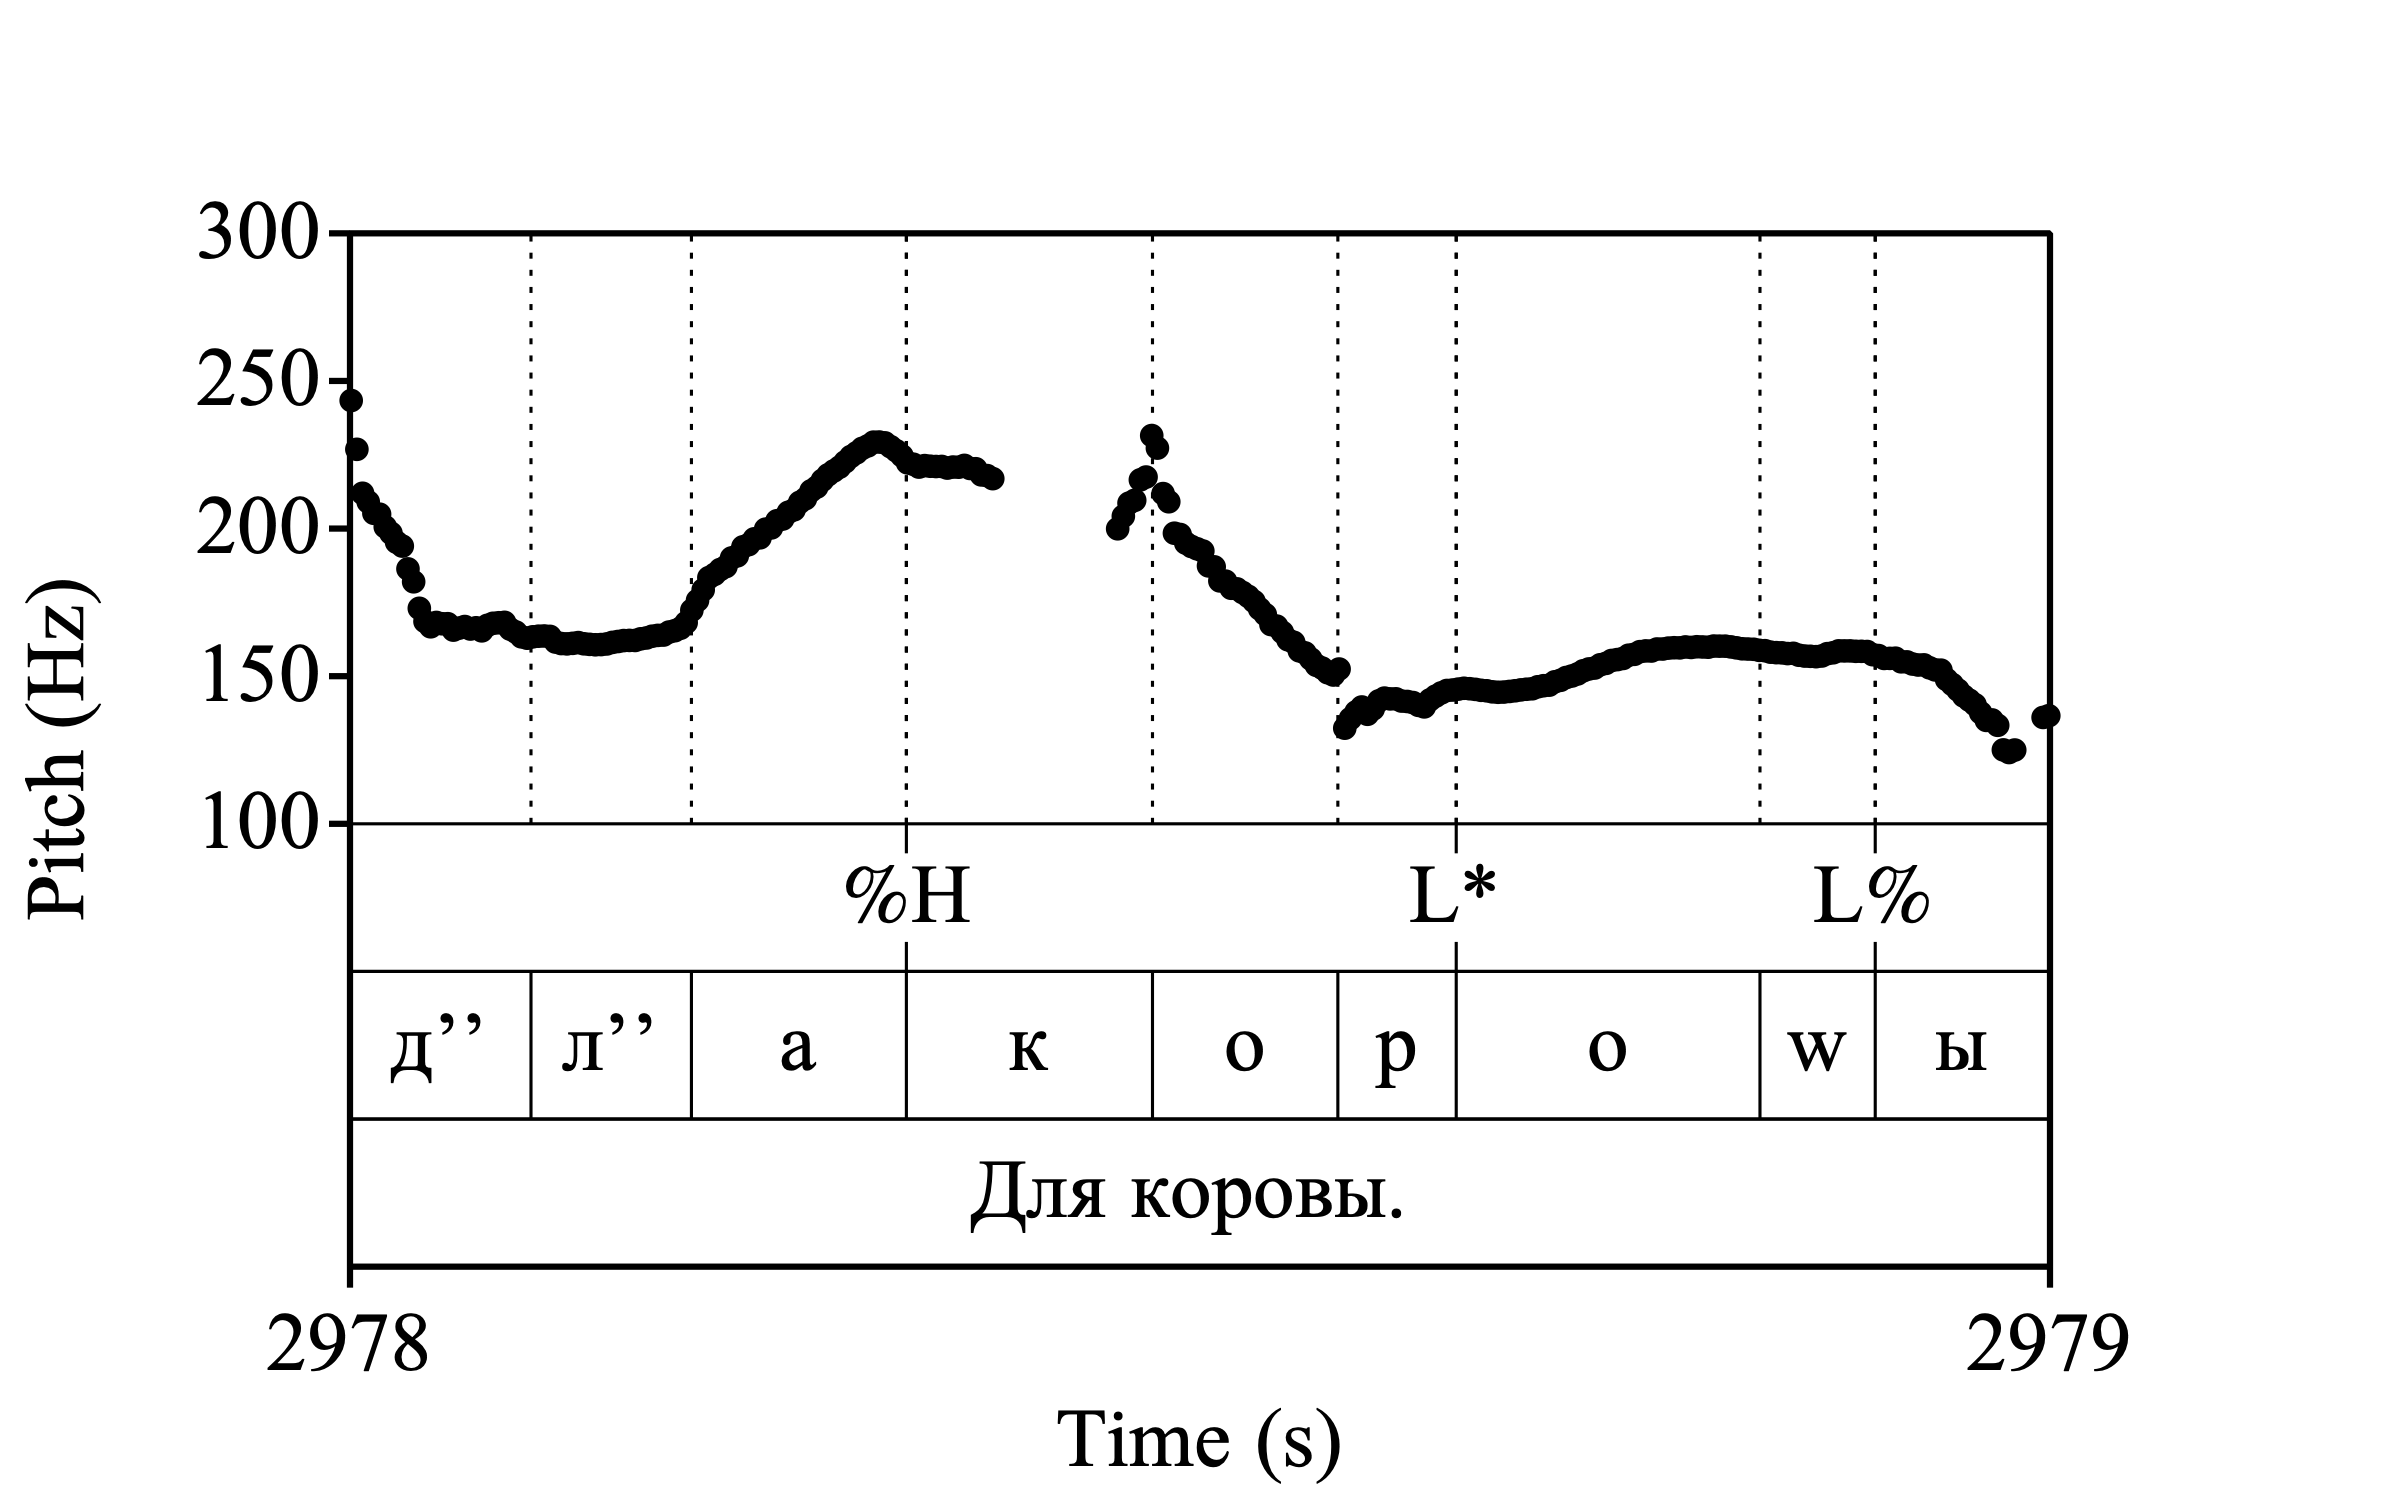 300
250
200
150
100
Pitch (Hz)
%H L* L%
д’’ л’’ а к о р о w ы
Для коровы.
2978 2979
Time (s)